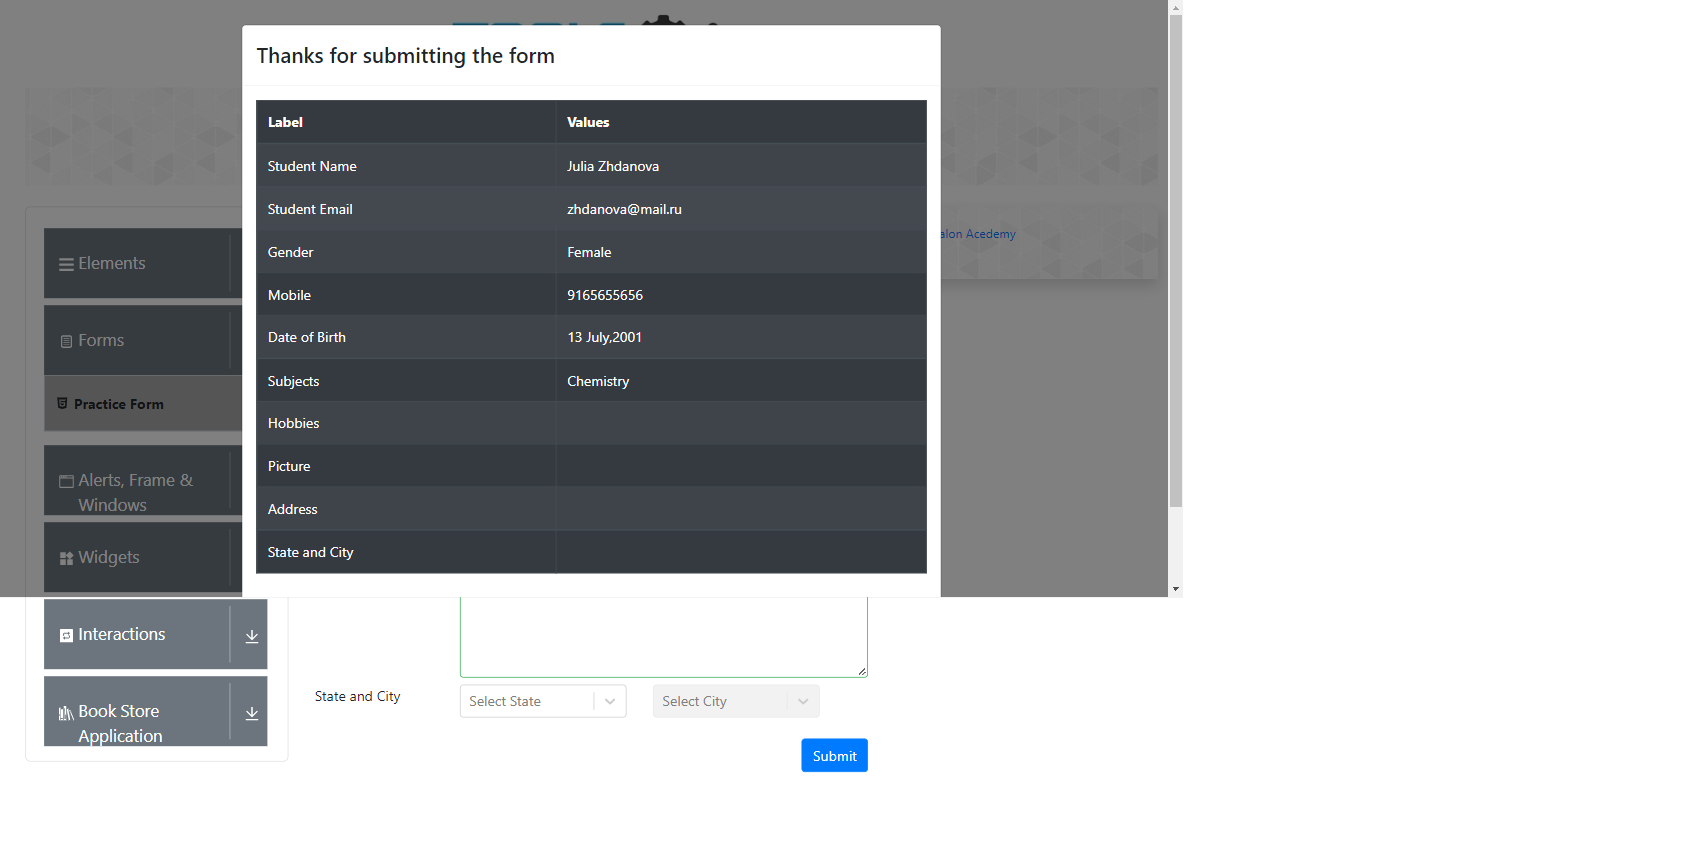 Thanks for submitting the form
Label Values
Student Name Julia Zhdanova
Student Email zhdanova@mail.ru
Gender Female
Mobile 9165655656
Date of Birth 13 July,2001
Subjects Chemistry
Hobbies
Picture
Address
State and City
Elements
Forms
Practice Form
Alerts, Frame &
Windows
Widgets
Interactions
Book Store
Application
alon Acedemy
State and City
Select State
Select City
Submit